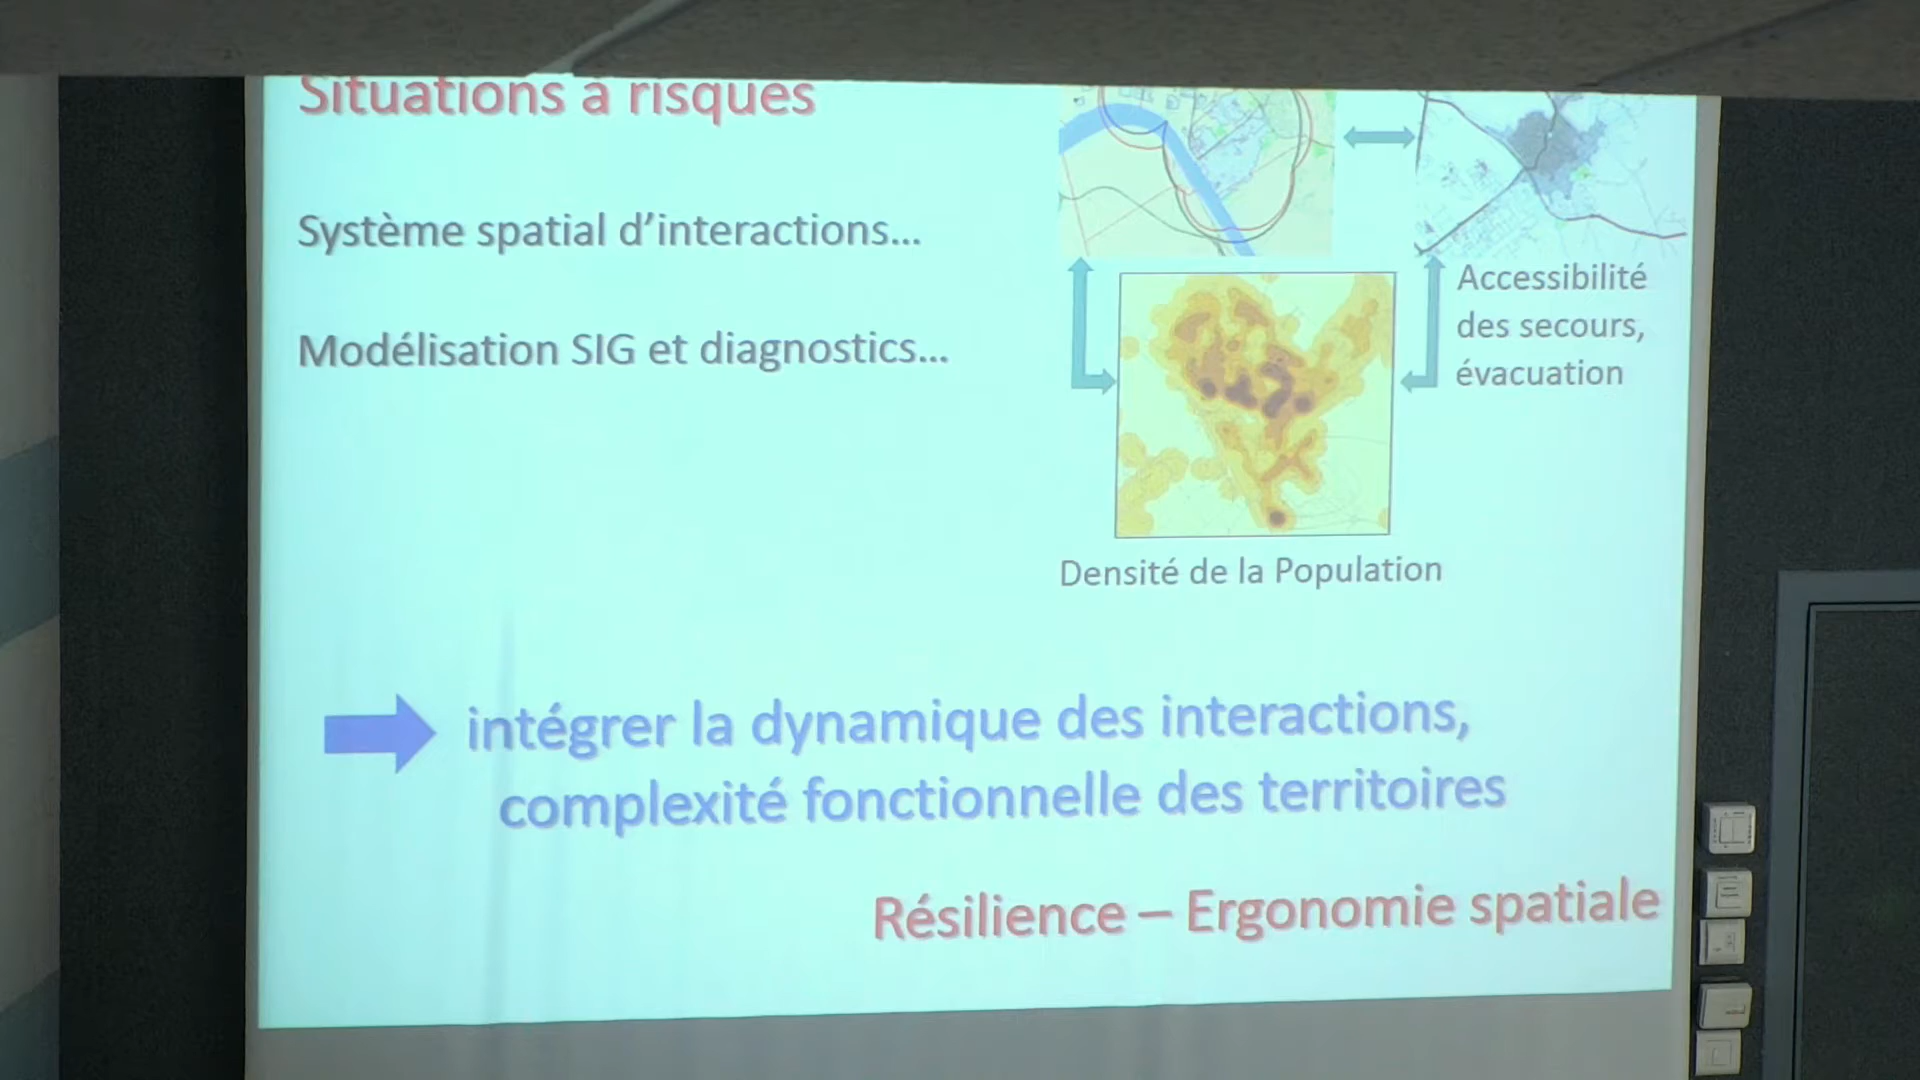 Situations à risques
Système spatial d’interactions...
Modélisation SIG et diagnostics...
Accessibilité
des secours,
évacuation
Densité de la Population
intégrer la dynamique des interactions,
complexité fonctionnelle des territoires
Résilience – Ergonomie spatiale